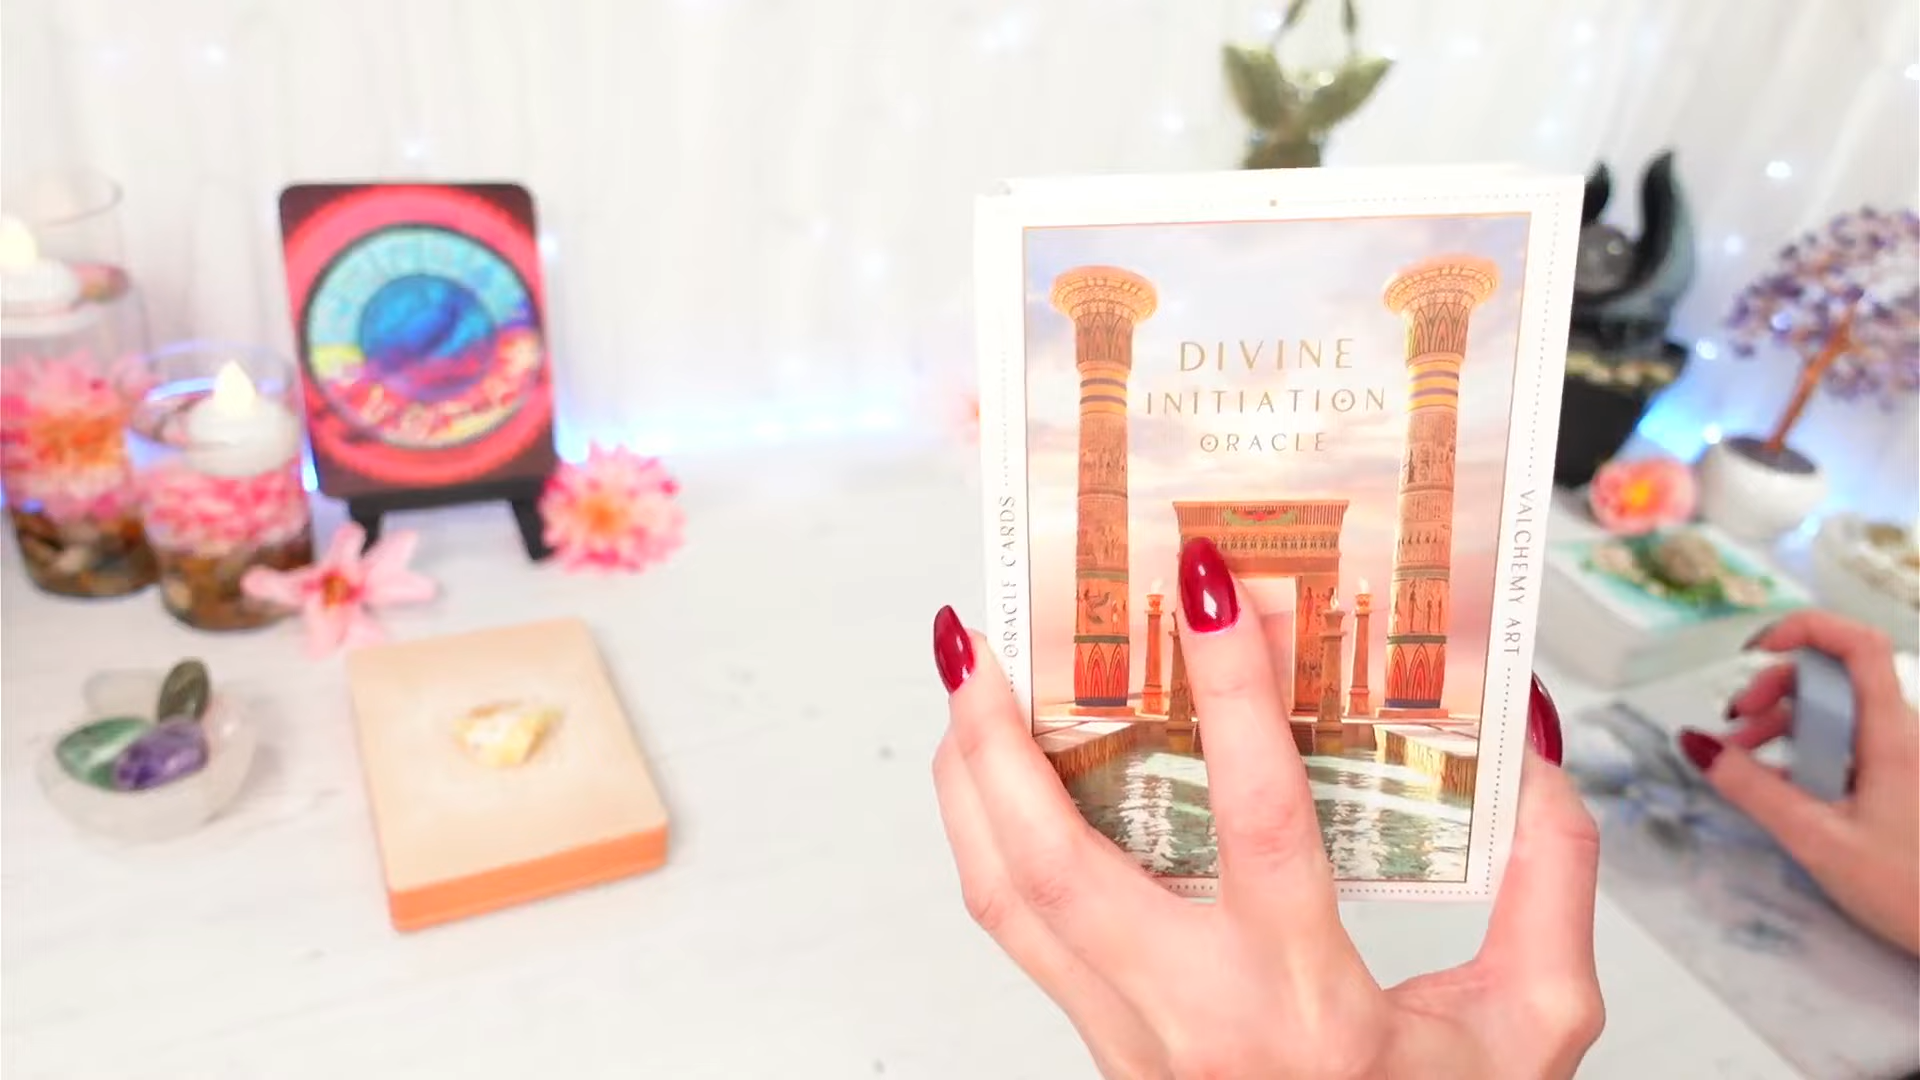 DIVINE
INITIATION
ORACLE
ORACLE CARDS
VALCHEMY ART